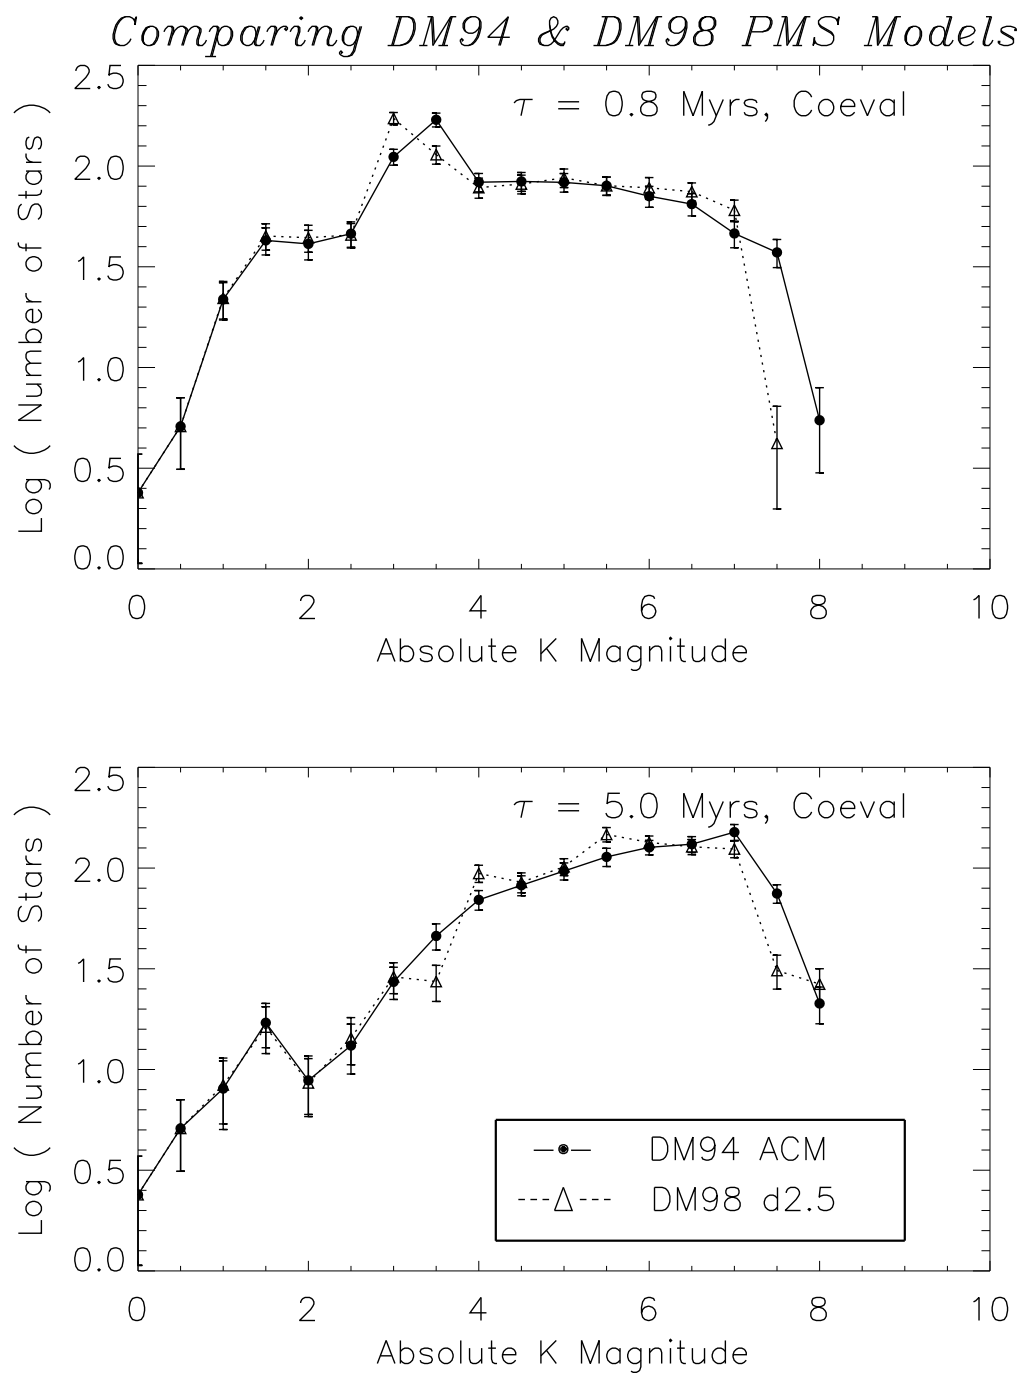 Comparing DM94 & DM98 PMS Models
τ = 0.8 Myrs, Coeval
2.5
2.0
1.5
1.0
0.5
0.0
Log ( Number of Stars )
0 2 4 6 8 10
Absolute K Magnitude
τ = 5.0 Myrs, Coeval
2.5
2.0
1.5
1.0
0.5
0.0
Log ( Number of Stars )
DM94 ACM
DM98 d2.5
0 2 4 6 8 10
Absolute K Magnitude